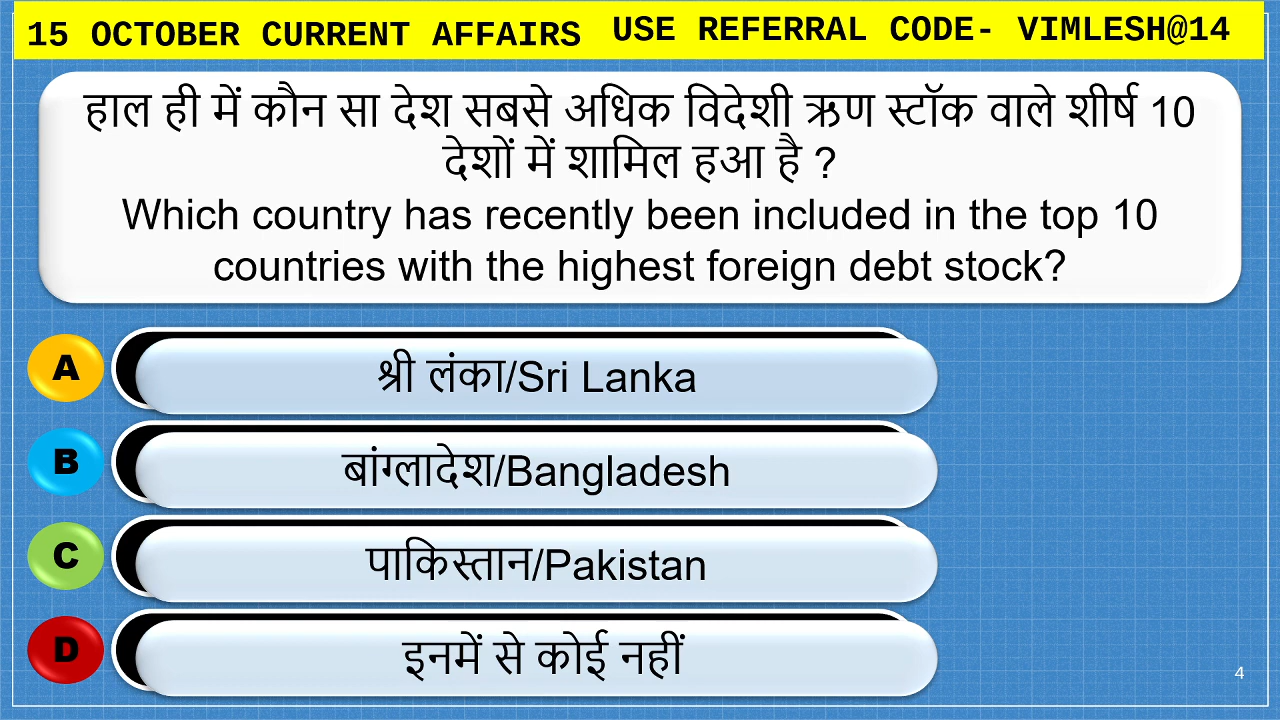 15 OCTOBER CURRENT AFFAIRS USE REFERRAL CODE- VIMLESH@14
हाल ही में कौन सा देश सबसे अधिक विदेशी ऋण स्टॉक वाले शीर्ष 10
देशों में शामिल हआ है ?
Which country has recently been included in the top 10
countries with the highest foreign debt stock?
A श्री लंका/Sri Lanka
B बांग्लादेश/Bangladesh
C पाकिस्तान/Pakistan
D इनमें से कोई नहीं
4